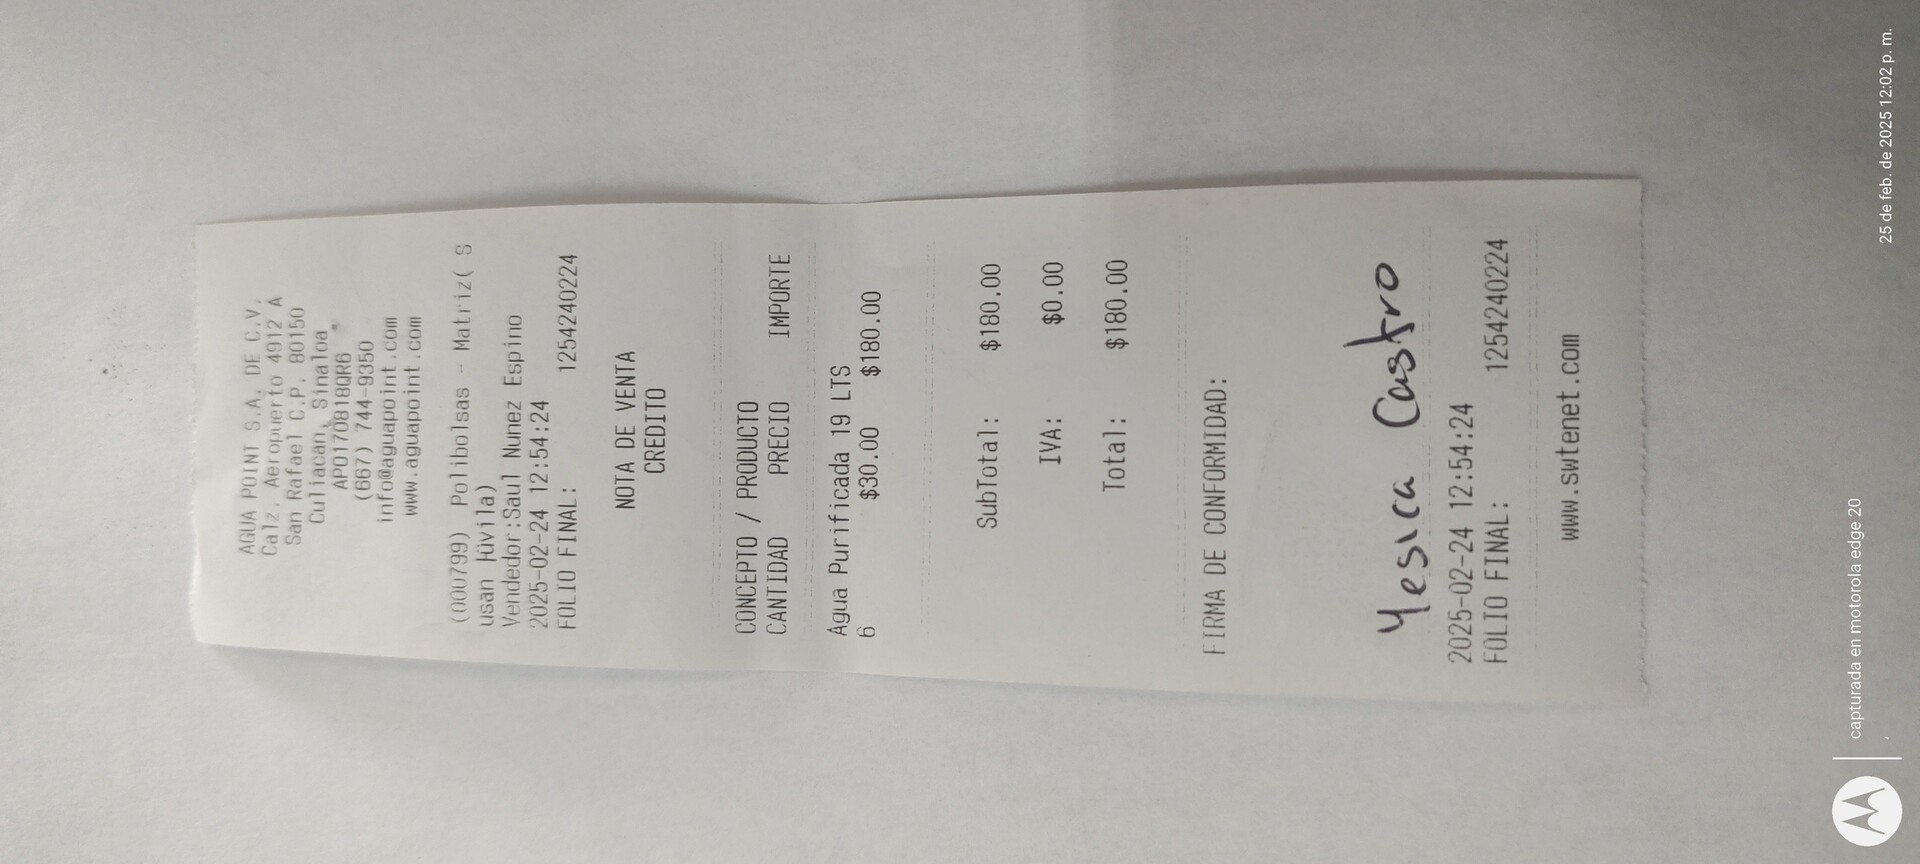 AGUA POINT S.A. DE C.V.
Calz. Aeropuerto 4912 A
San Rafael C.P. 80150
Culiacan, Sinaloa
APO170818QR6
(667) 744-9350
info@aguapoint.com
www.aguapoint.com
(000799) Polibolsas -- Matriz( S
usan Húvila)
Vendedor:Saul Nunez Espino
2025-02-24 12:54:24
FOLIO FINAL: 1254240224
NOTA DE VENTA
CREDITO
CONCEPTO / PRODUCTO
CANTIDAD PRECIO IMPORTE
Agua Purificada 19 LTS
6 $30.00 $180.00
SubTotal: $180.00
IVA: $0.00
Total: $180.00
FIRMA DE CONFORMIDAD:
Yesica Castro
2025-02-24 12:54:24
FOLIO FINAL: 1254240224
www.swtenet.com
capturada en motorola edge 20
25 de feb. de 2025 12:02 p. m.